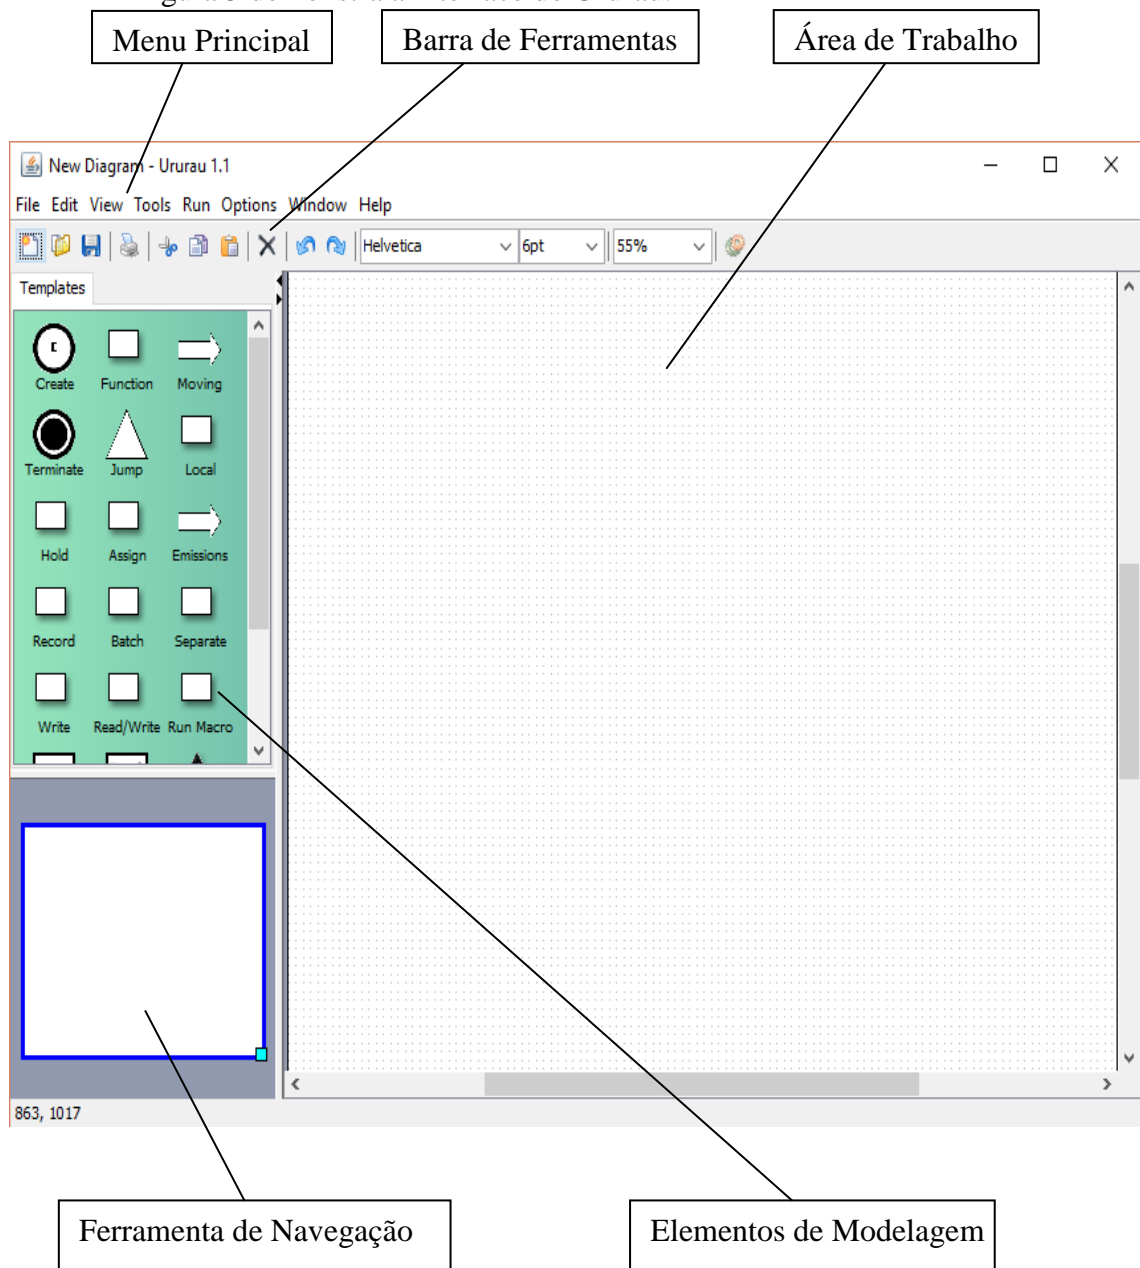 Menu Principal
Barra de Ferramentas
Área de Trabalho
New Diagram - Ururau 1.1
File Edit View Tools Run Options Window Help
Helvetica 6pt 55%
Templates
Create Function Moving
Terminate Jump Local
Hold Assign Emissions
Record Batch Separate
Write Read/Write Run Macro
863, 1017
Ferramenta de Navegação
Elementos de Modelagem